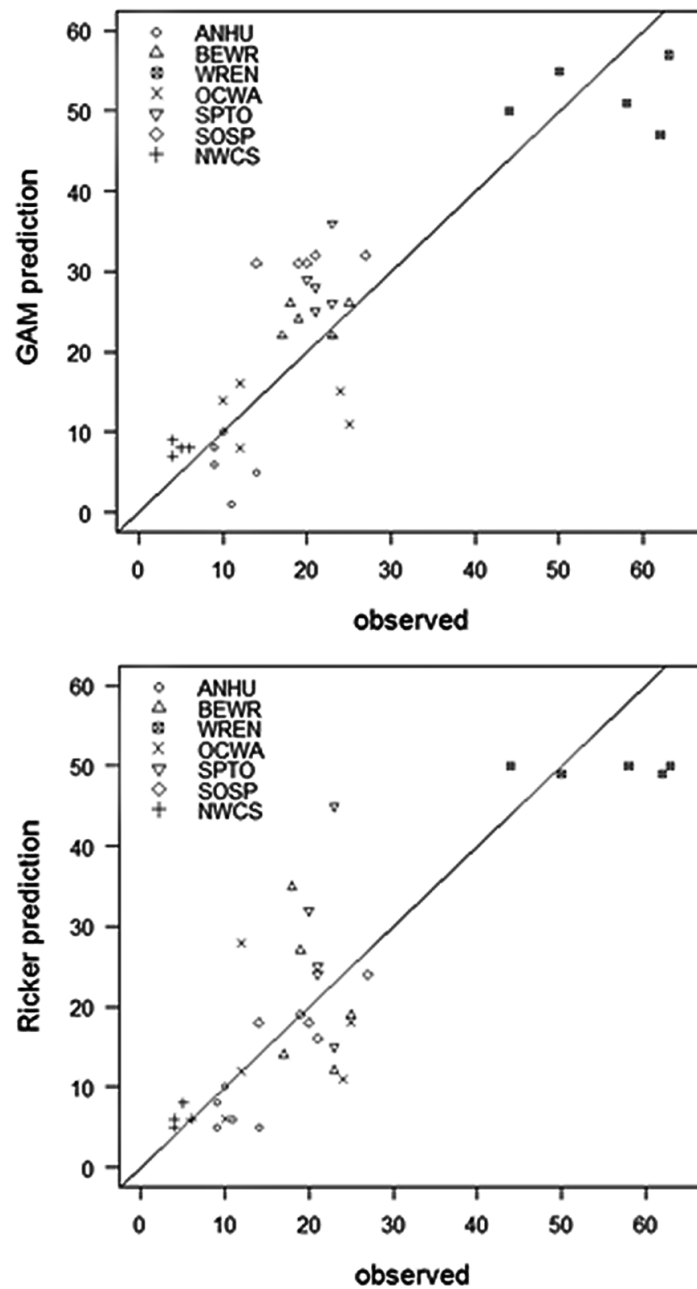 ANHU
BEWR
WREN
OCWA
SPTO
SOSP
NWCS
60
50
40
30
20
10
0
GAM prediction
0 10 20 30 40 50 60
observed
ANHU
BEWR
WREN
OCWA
SPTO
SOSP
NWCS
60
50
40
30
20
10
0
Ricker prediction
0 10 20 30 40 50 60
observed